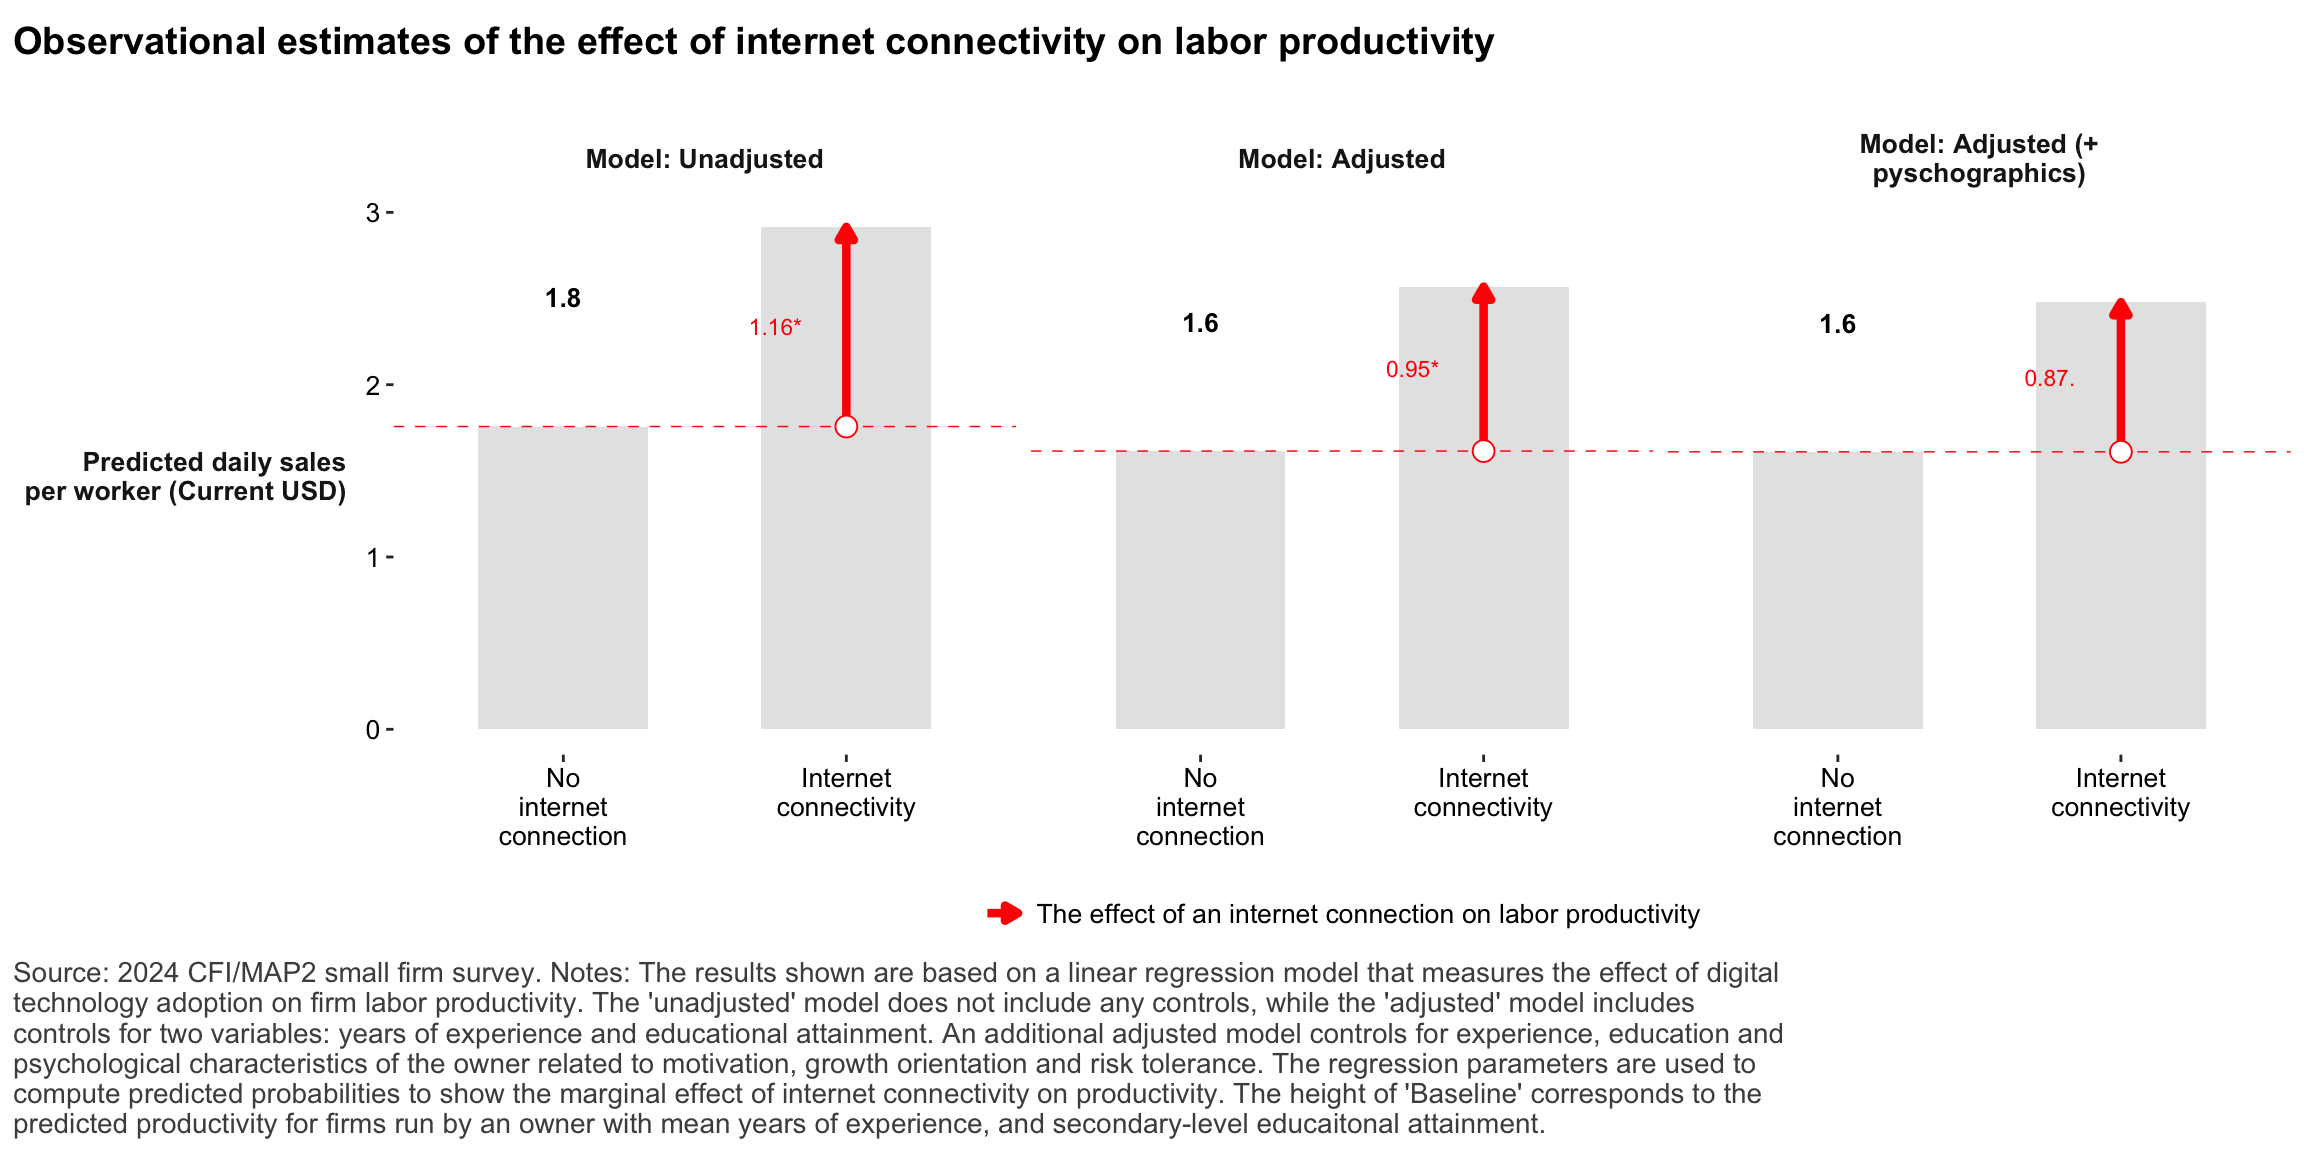 Observational estimates of the effect of internet connectivity on labor productivity
Model: Unadjusted
Model: Adjusted
Model: Adjusted (+
pyschographics)
3
2
1
0
Predicted daily sales
per worker (Current USD)
1.8
1.16*
1.6
0.95*
1.6
0.87.
No
internet
connection
Internet
connectivity
No
internet
connection
Internet
connectivity
No
internet
connection
Internet
connectivity
The effect of an internet connection on labor productivity
Source: 2024 CFI/MAP2 small firm survey. Notes: The results shown are based on a linear regression model that measures the effect of digital
technology adoption on firm labor productivity. The 'unadjusted' model does not include any controls, while the 'adjusted' model includes
controls for two variables: years of experience and educational attainment. An additional adjusted model controls for experience, education and
psychological characteristics of the owner related to motivation, growth orientation and risk tolerance. The regression parameters are used to
compute predicted probabilities to show the marginal effect of internet connectivity on productivity. The height of 'Baseline' corresponds to the
predicted productivity for firms run by an owner with mean years of experience, and secondary-level educaitonal attainment.